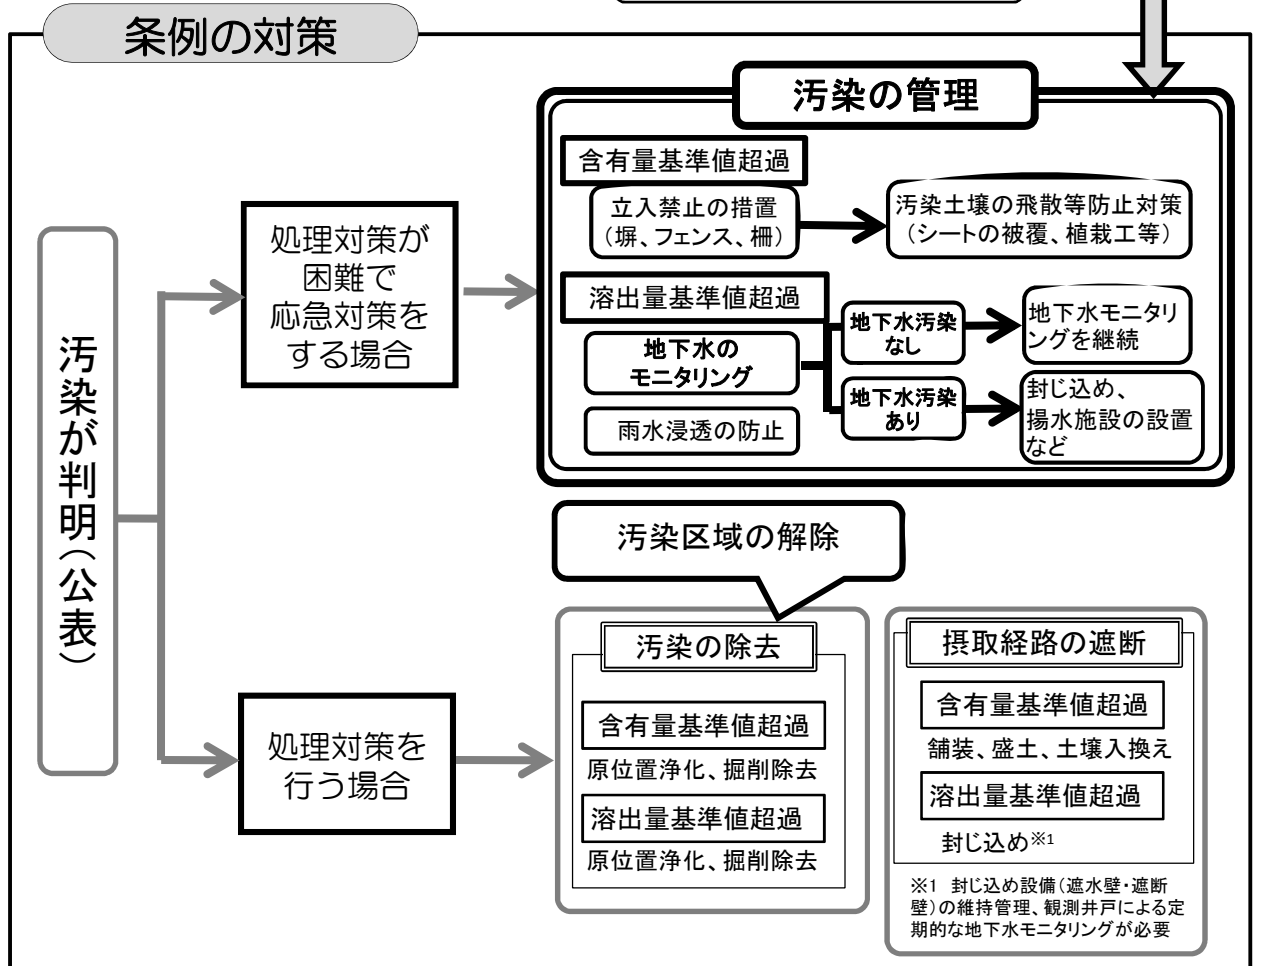 条例の対策
汚染の管理
含有量基準値超過
立入禁止の措置
(塀、フェンス、柵)
汚染土壌の飛散等防止対策
(シートの被覆、植栽工等)
溶出量基準値超過
地下水の
モニタリング
雨水浸透の防止
地下水汚染
なし
地下水モニタリ
ングを継続
地下水汚染
あり
封じ込め、
揚水施設の設置
など
汚染が判明(公表)
処理対策が
困難で
応急対策を
する場合
処理対策を
行う場合
汚染区域の解除
汚染の除去
含有量基準値超過
原位置浄化、掘削除去
溶出量基準値超過
原位置浄化、掘削除去
摂取経路の遮断
含有量基準値超過
舗装、盛土、土壌入換え
溶出量基準値超過
封じ込め※1
※1 封じ込め設備(遮水壁・遮断
壁)の維持管理、観測井戸による定
期的な地下水モニタリングが必要